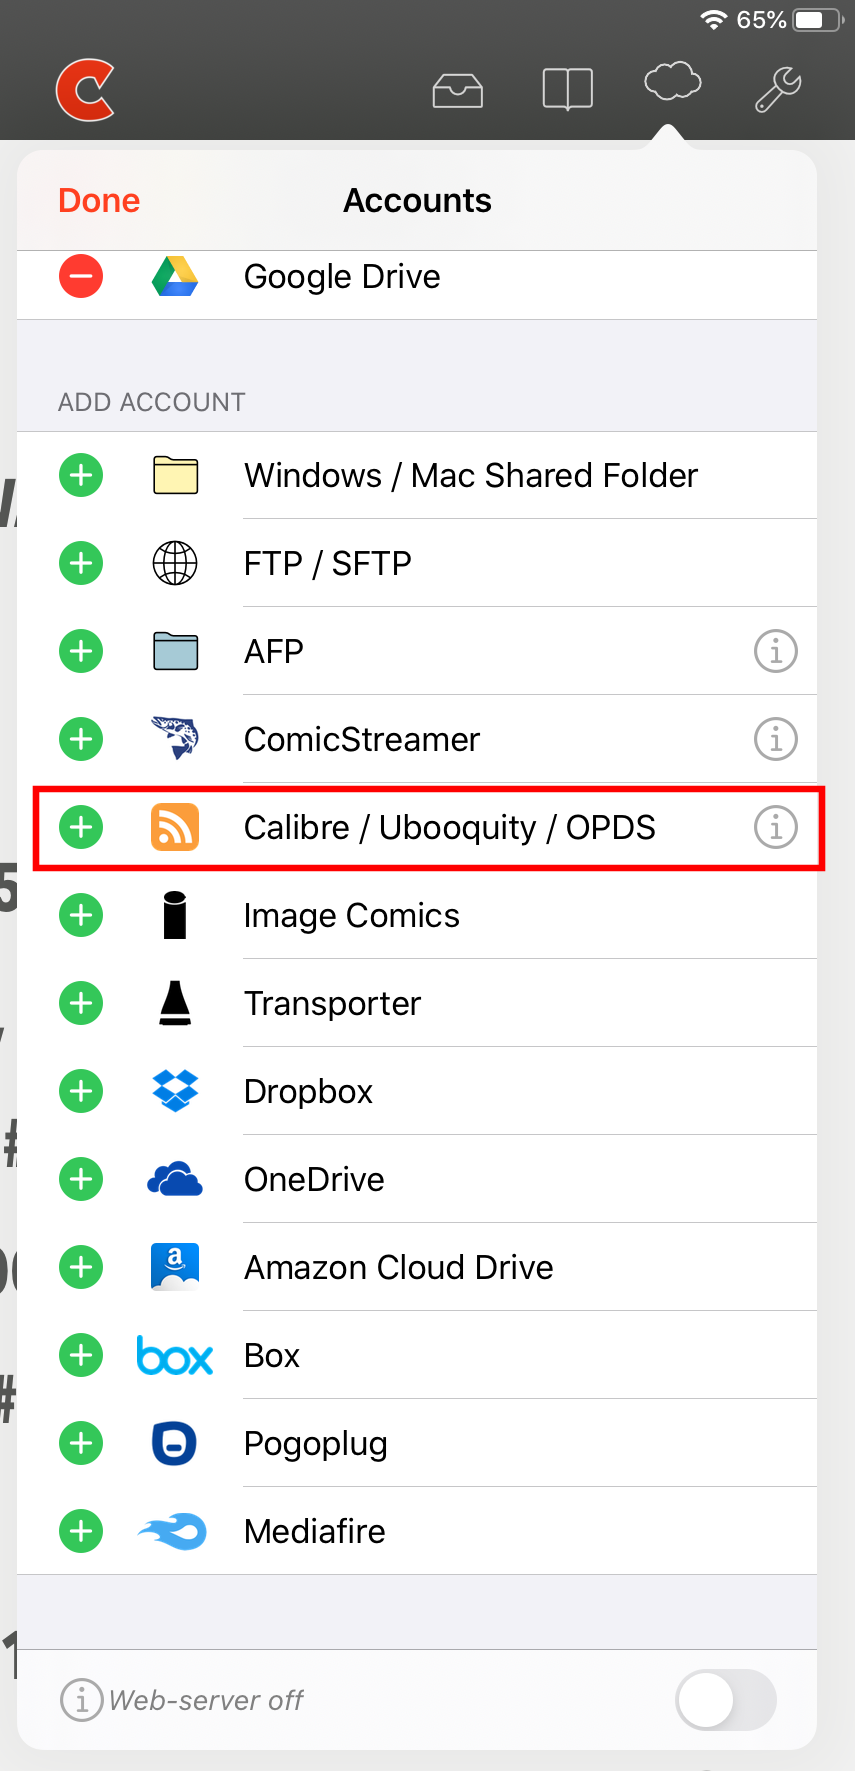 65%
Done
Accounts
Google Drive
ADD ACCOUNT
Windows / Mac Shared Folder
FTP / SFTP
AFP
ComicStreamer
Calibre / Ubooquity / OPDS
Image Comics
Transporter
Dropbox
OneDrive
Amazon Cloud Drive
box Box
Pogoplug
Mediafire
Web-server off